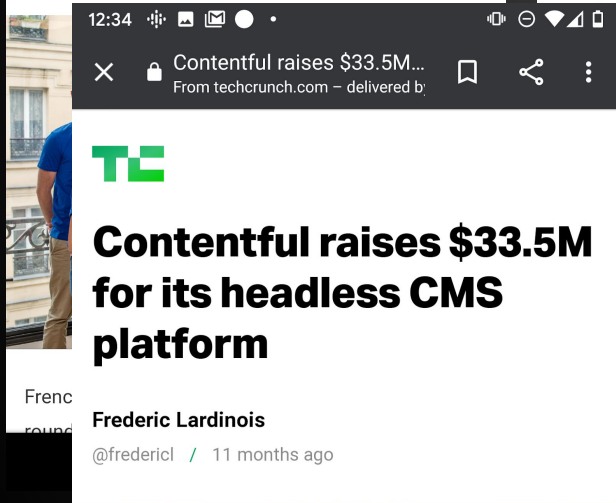 12:34
Contentful raises $33.5M...
From techcrunch.com – delivered by
TC
Contentful raises $33.5M
for its headless CMS
platform
Frederic Lardinois
@fredericl / 11 months ago
Frenc
round